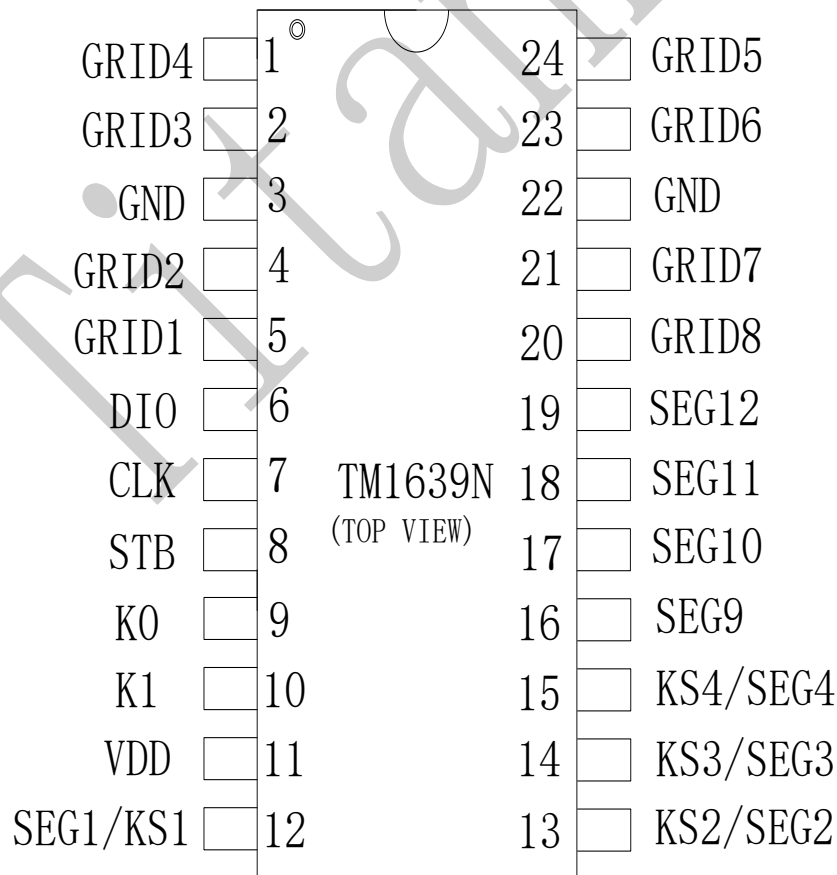 GRID4 1 24 GRID5
GRID3 2 23 GRID6
GND 3 22 GND
GRID2 4 21 GRID7
GRID1 5 20 GRID8
DIO 6 19 SEG12
CLK 7 TM1639N 18 SEG11
(TOP VIEW)
STB 8 17 SEG10
K0 9 16 SEG9
K1 10 15 KS4/SEG4
VDD 11 14 KS3/SEG3
SEG1/KS1 12 13 KS2/SEG2